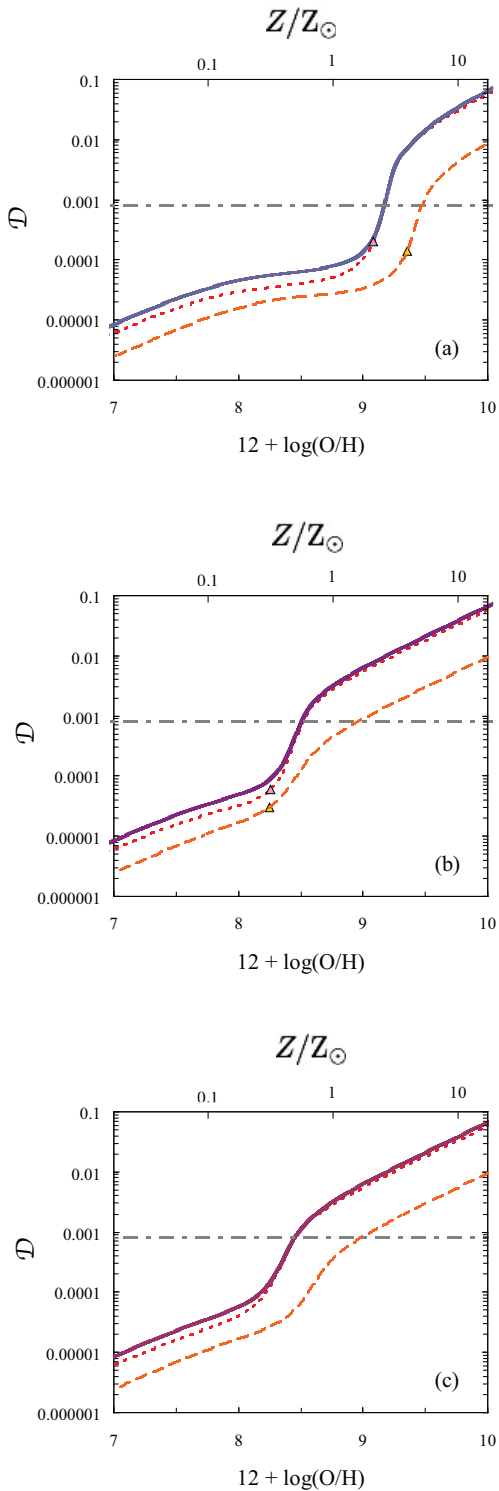 Z/Z⊙
0.1 1 10
0.1
0.01
0.001
𝒟
0.0001
0.00001
0.000001
(a)
7 8 9 10
12 + log(O/H)
Z/Z⊙
0.1 1 10
0.1
0.01
0.001
𝒟
0.0001
0.00001
0.000001
(b)
7 8 9 10
12 + log(O/H)
Z/Z⊙
0.1 1 10
0.1
0.01
0.001
𝒟
0.0001
0.00001
0.000001
(c)
7 8 9 10
12 + log(O/H)